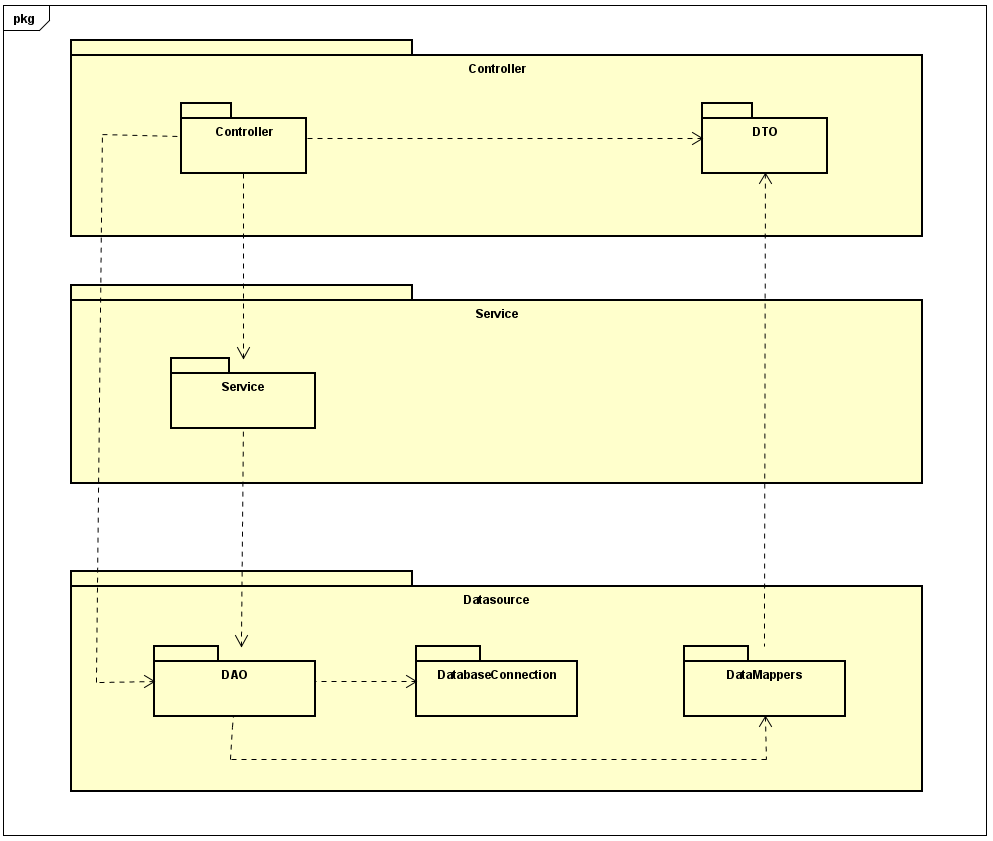 pkg
Controller
Controller
DTO
Service
Service
Datasource
DAO
DatabaseConnection
DataMappers